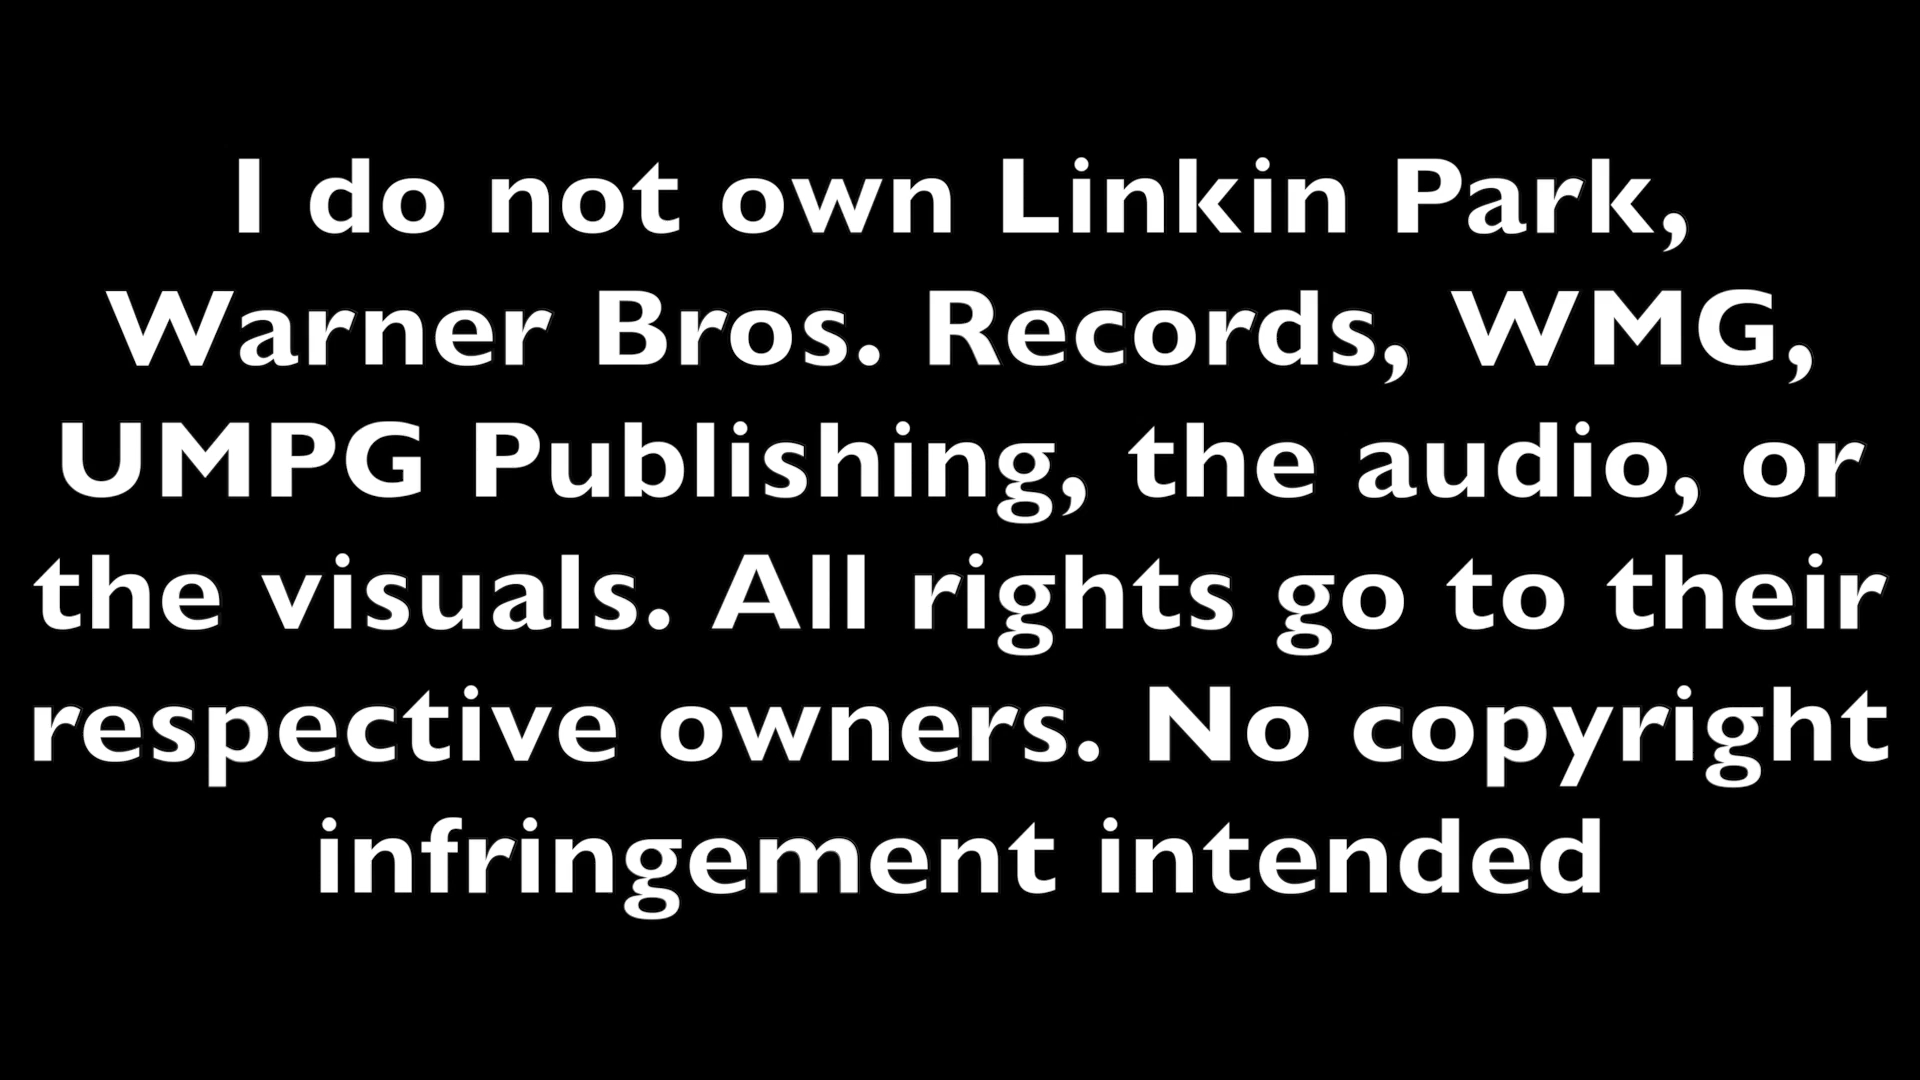 I do not own Linkin Park,
Warner Bros. Records, WMG,
UMPG Publishing, the audio, or
the visuals. All rights go to their
respective owners. No copyright
infringement intended